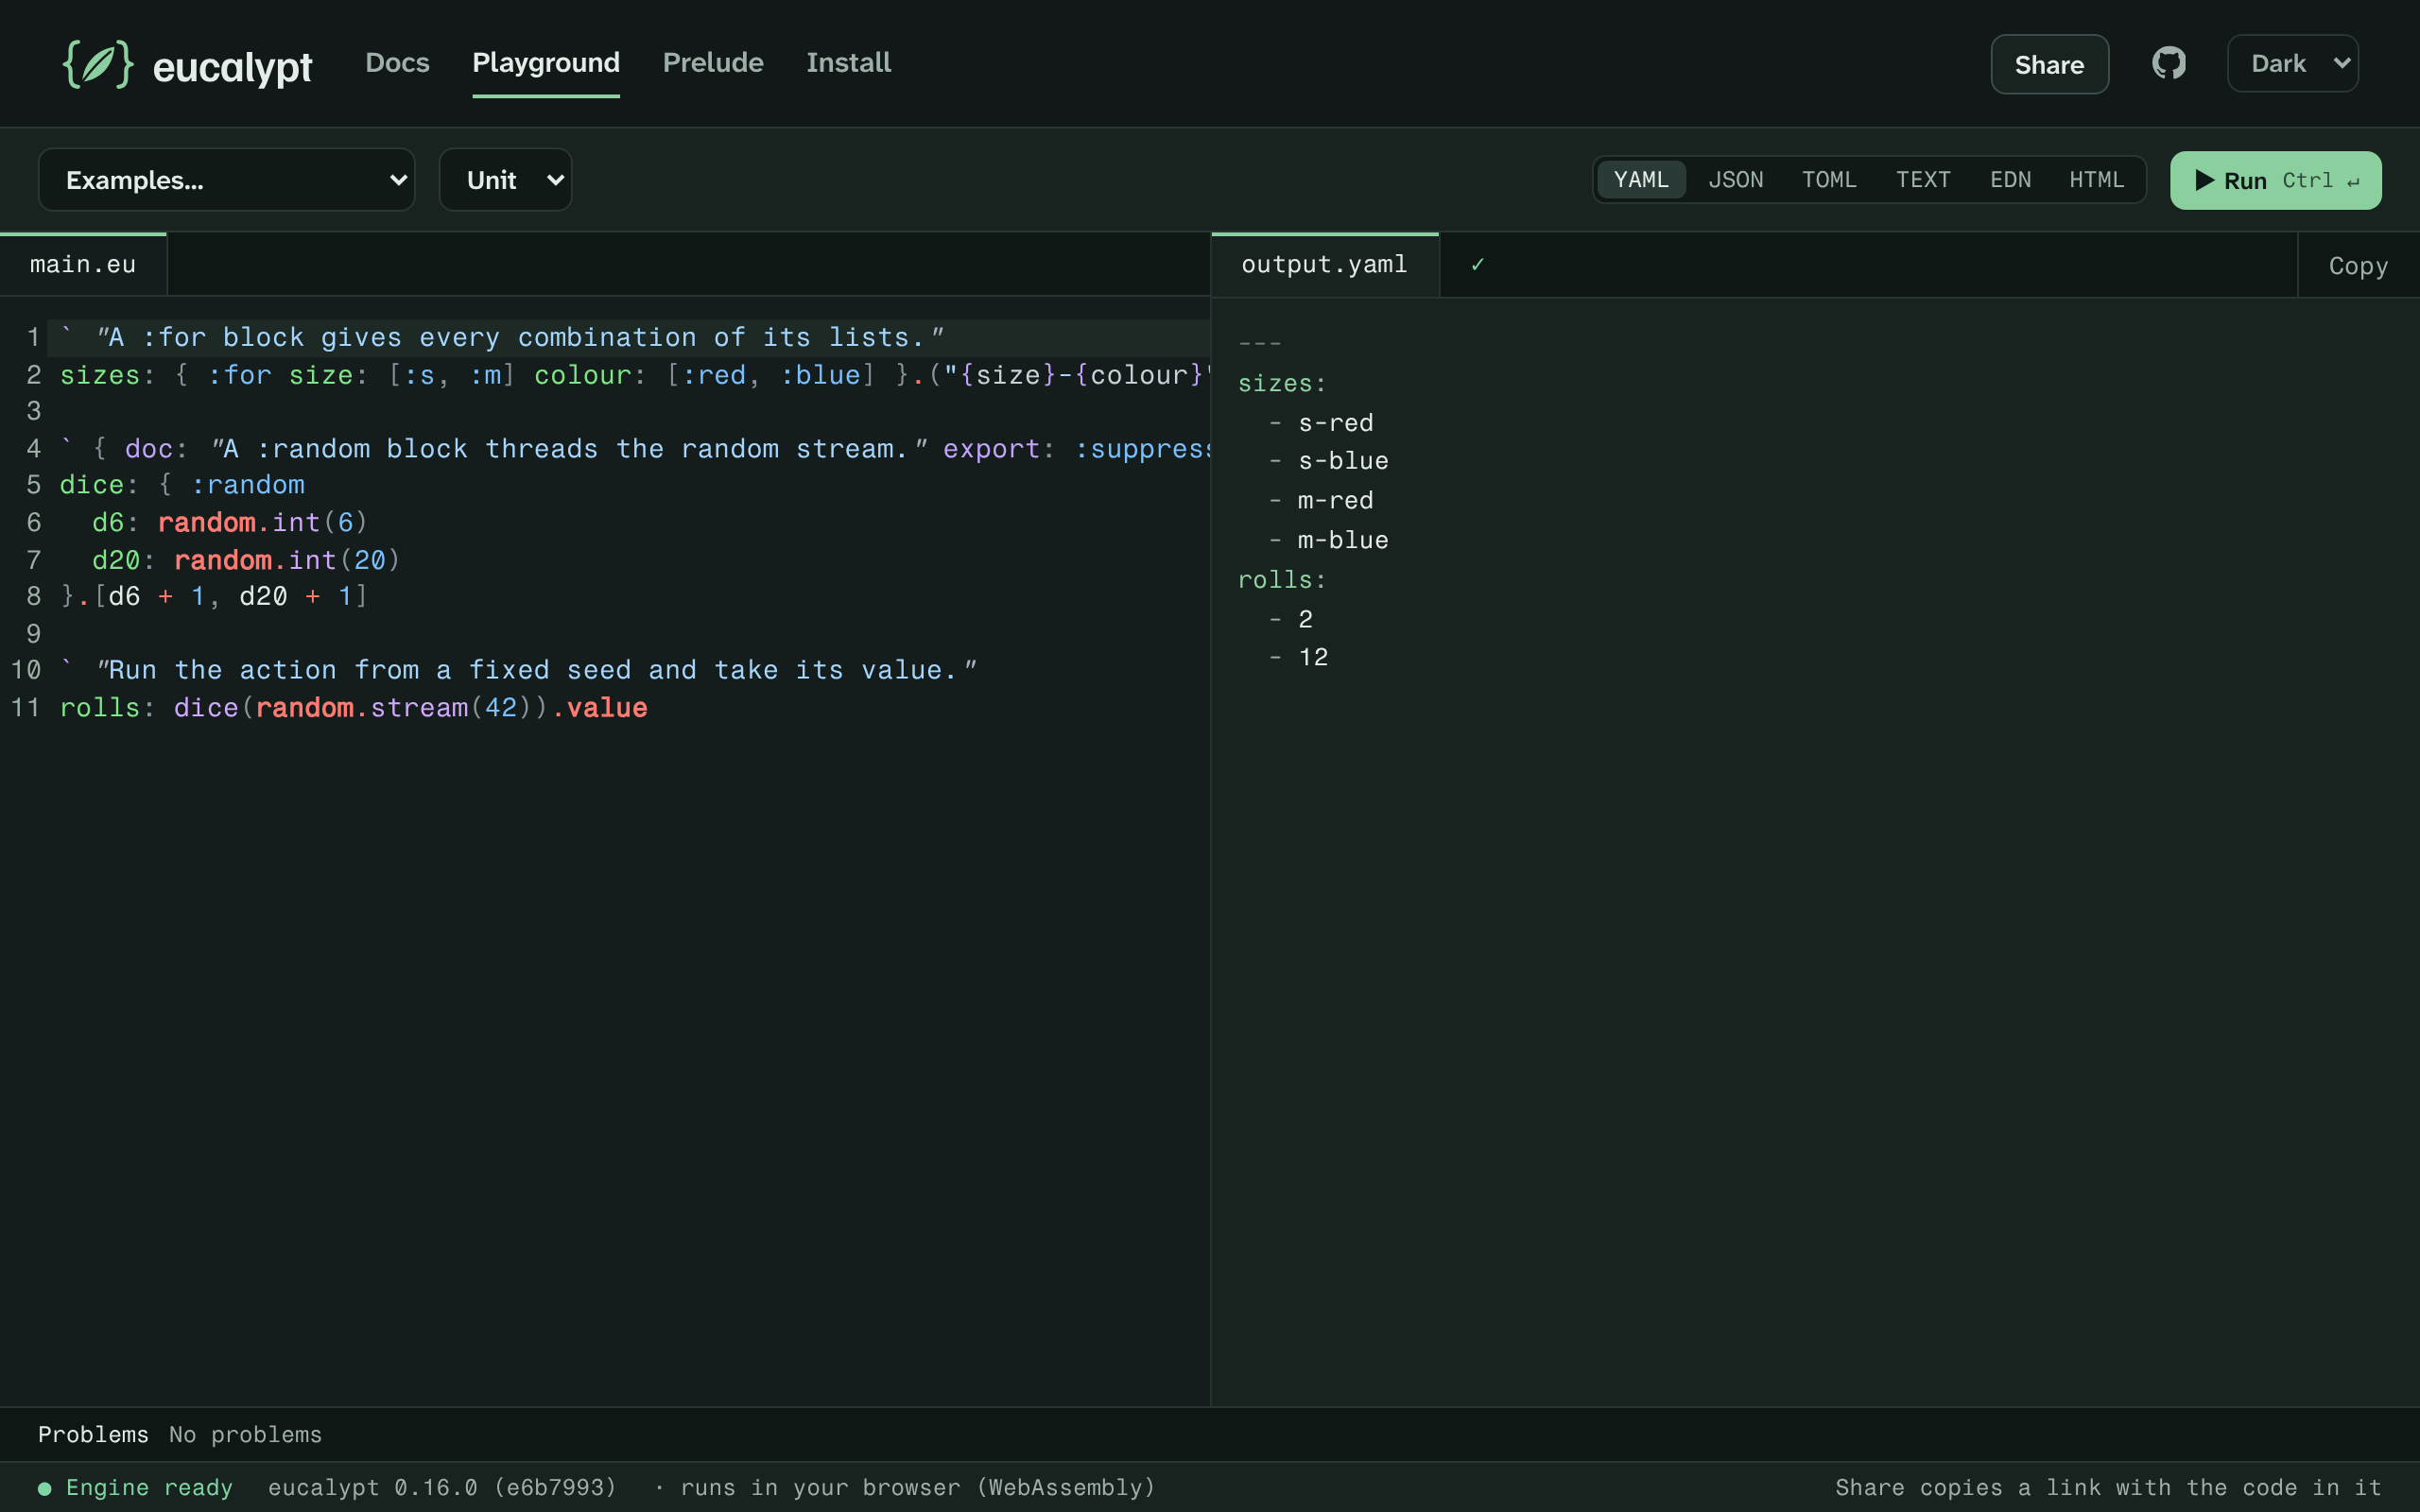 eucalypt Docs Playground Prelude Install Share Dark
Examples... Unit YAML JSON TOML TEXT EDN HTML Run Ctrl ↵
main.eu
output.yaml ✓ Copy
1 ` "A :for block gives every combination of its lists."
2 sizes: { :for size: [:s, :m] colour: [:red, :blue] }.("{size}-{colour}"
3
4 ` { doc: "A :random block threads the random stream." export: :suppress
5 dice: { :random
6   d6: random.int(6)
7   d20: random.int(20)
8 }.[d6 + 1, d20 + 1]
9
10 ` "Run the action from a fixed seed and take its value."
11 rolls: dice(random.stream(42)).value
---
sizes:
  - s-red
  - s-blue
  - m-red
  - m-blue
rolls:
  - 2
  - 12
Problems No problems
● Engine ready eucalypt 0.16.0 (e6b7993) · runs in your browser (WebAssembly) Share copies a link with the code in it